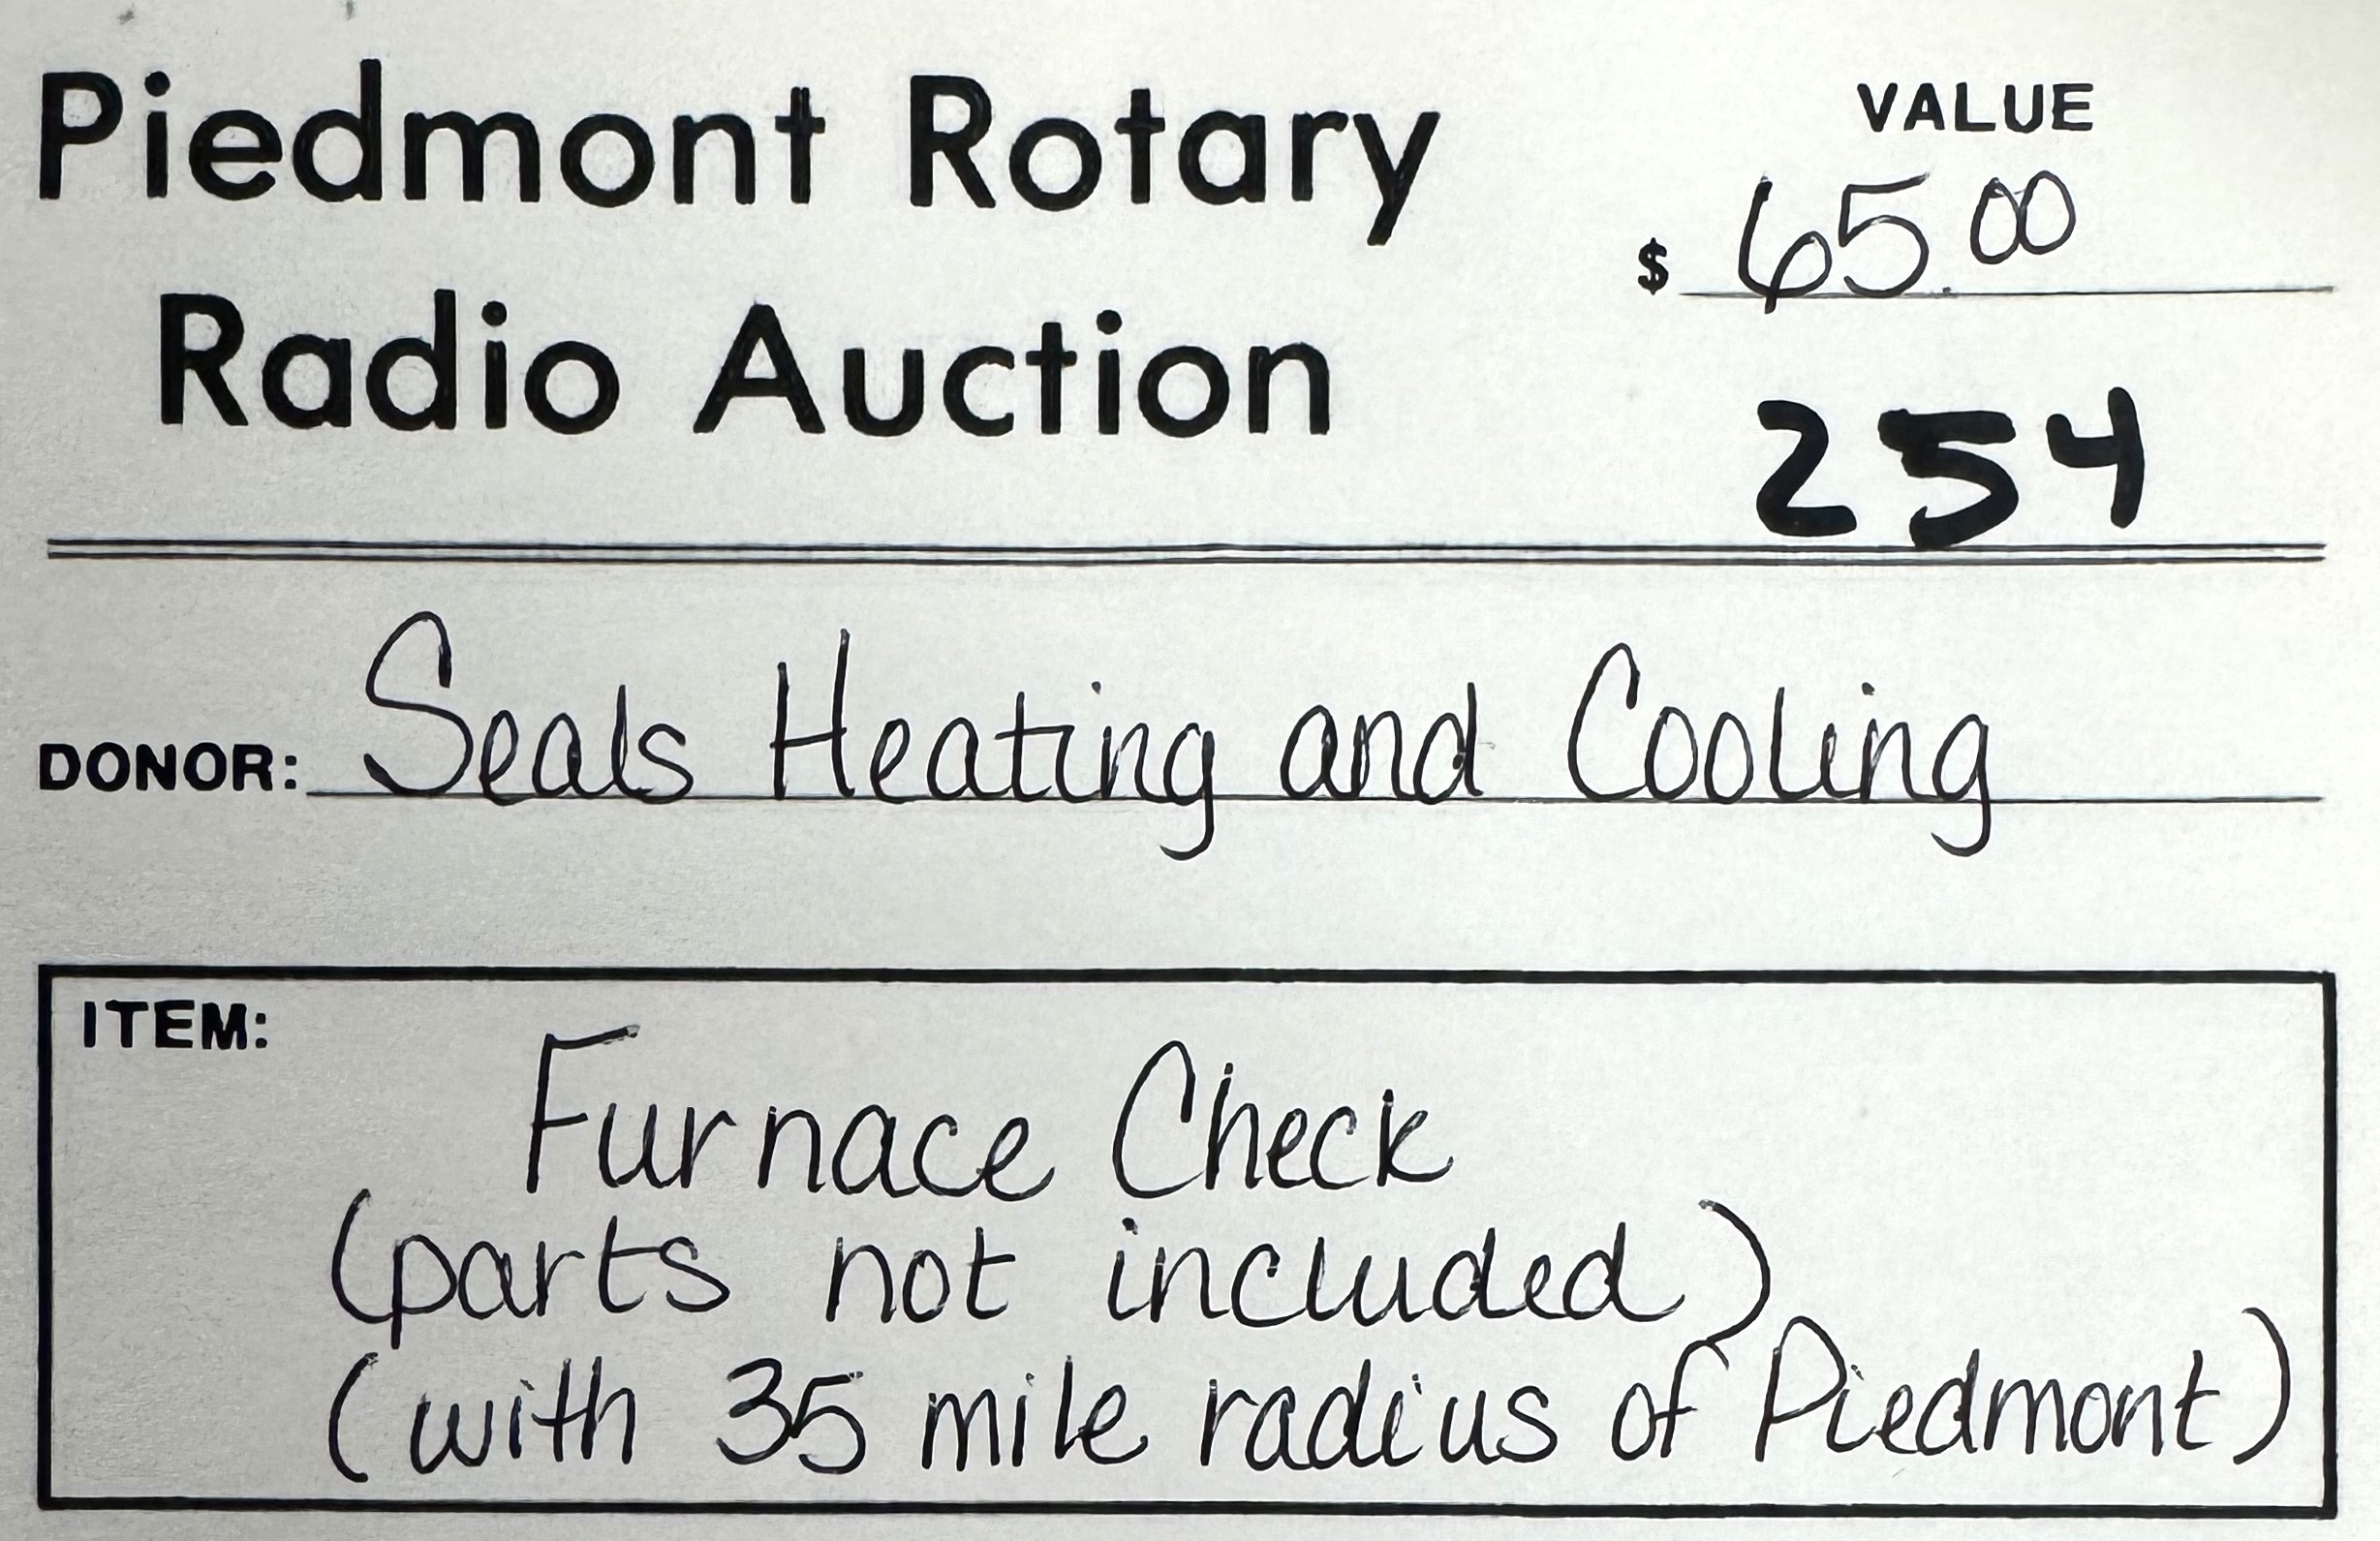 Piedmont Rotary
Radio Auction
VALUE
$ 65.00
254
DONOR: Seals Heating and Cooling
ITEM:
Furnace Check
(parts not included)
(with 35 mile radius of Piedmont)